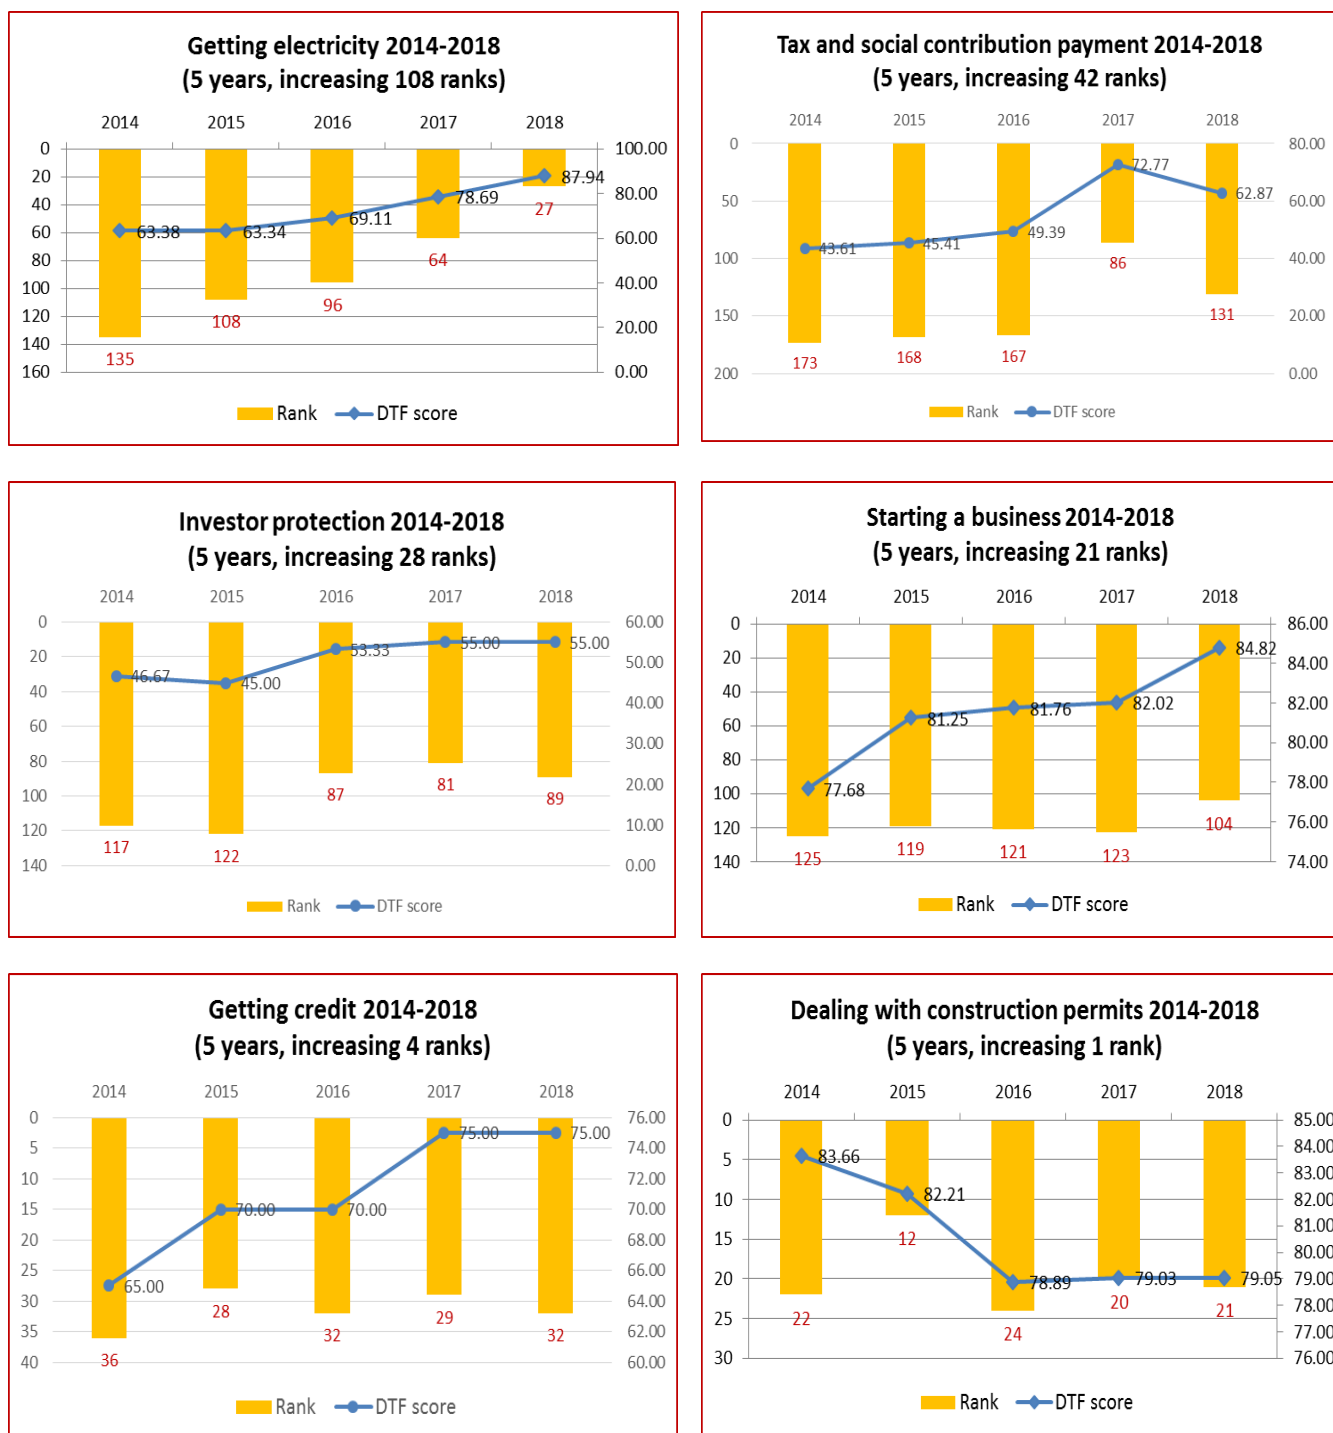 Getting electricity 2014-2018
(5 years, increasing 108 ranks)
2014 2015 2016 2017 2018
0 100.00
20 80.00
40 60.00
60 40.00
80 20.00
100 0.00
120
140
160
63.38 63.34 69.11 78.69 87.94
135 108 96 64 27
Rank DTF score
Tax and social contribution payment 2014-2018
(5 years, increasing 42 ranks)
2014 2015 2016 2017 2018
0 80.00
50 60.00
100 40.00
150 20.00
200 0.00
43.61 45.41 49.39 72.77 62.87
173 168 167 86 131
Rank DTF score
Investor protection 2014-2018
(5 years, increasing 28 ranks)
2014 2015 2016 2017 2018
0 60.00
20 50.00
40 40.00
60 30.00
80 20.00
100 10.00
120 0.00
140
46.67 45.00 53.33 55.00 55.00
117 122 87 81 89
Rank DTF score
Starting a business 2014-2018
(5 years, increasing 21 ranks)
2014 2015 2016 2017 2018
0 86.00
20 84.00
40 82.00
60 80.00
80 78.00
100 76.00
120 74.00
140
77.68 81.25 81.76 82.02 84.82
125 119 121 123 104
Rank DTF score
Getting credit 2014-2018
(5 years, increasing 4 ranks)
2014 2015 2016 2017 2018
0 76.00
5 74.00
10 72.00
15 70.00
20 68.00
25 66.00
30 64.00
35 62.00
40 60.00
65.00 70.00 70.00 75.00 75.00
36 28 32 29 32
Rank DTF score
Dealing with construction permits 2014-2018
(5 years, increasing 1 rank)
2014 2015 2016 2017 2018
0 85.00
5 84.00
10 83.00
15 82.00
20 81.00
25 80.00
30 79.00
78.00
77.00
76.00
83.66 82.21 78.89 79.03 79.05
22 12 24 20 21
Rank DTF score